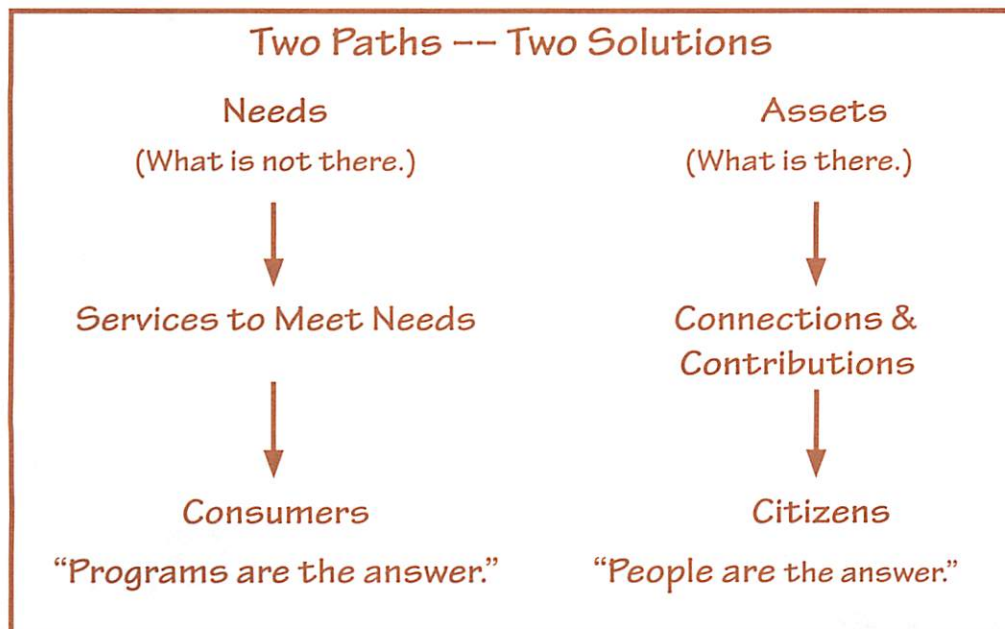 Two Paths -- Two Solutions
Needs
(What is not there.)
Services to Meet Needs
Consumers
“Programs are the answer.”
Assets
(What is there.)
Connections &
Contributions
Citizens
“People are the answer.”